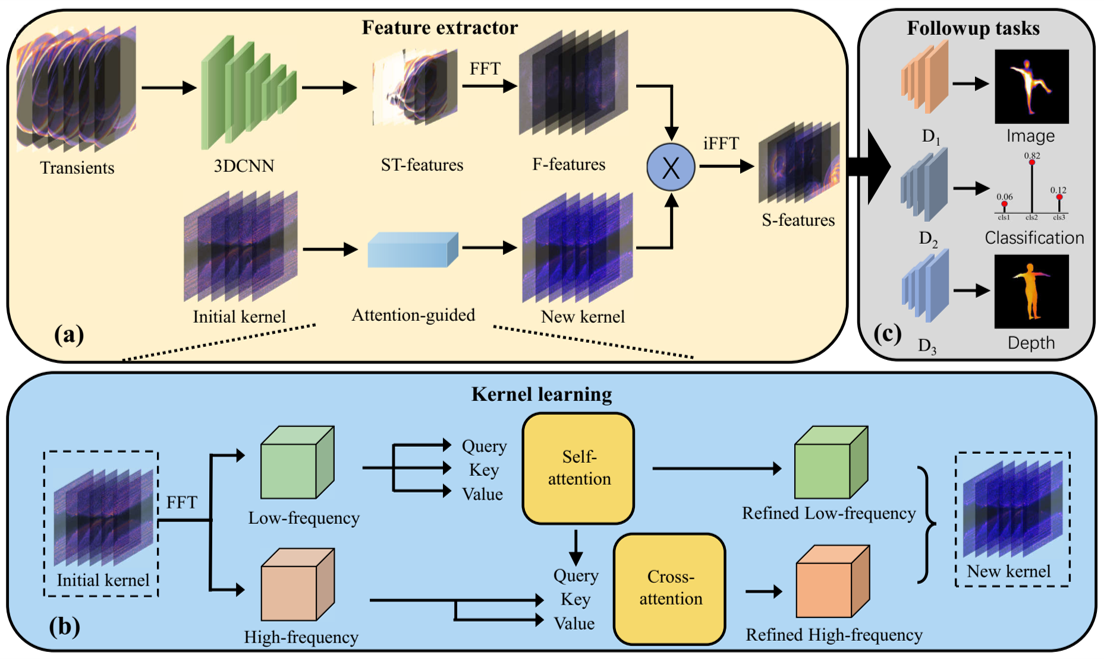 Feature extractor
FFT
iFFT
X
Transients
3DCNN
ST-features
F-features
S-features
Initial kernel
Attention-guided
New kernel
(a)
Followup tasks
D1
Image
0.82
0.06
0.12
cls1
cls2
cls3
D2
Classification
D3
Depth
(c)
Kernel learning
Initial kernel
FFT
Low-frequency
High-frequency
Query
Key
Value
Self-
attention
Query
Key
Value
Cross-
attention
Refined Low-frequency
Refined High-frequency
New kernel
(b)